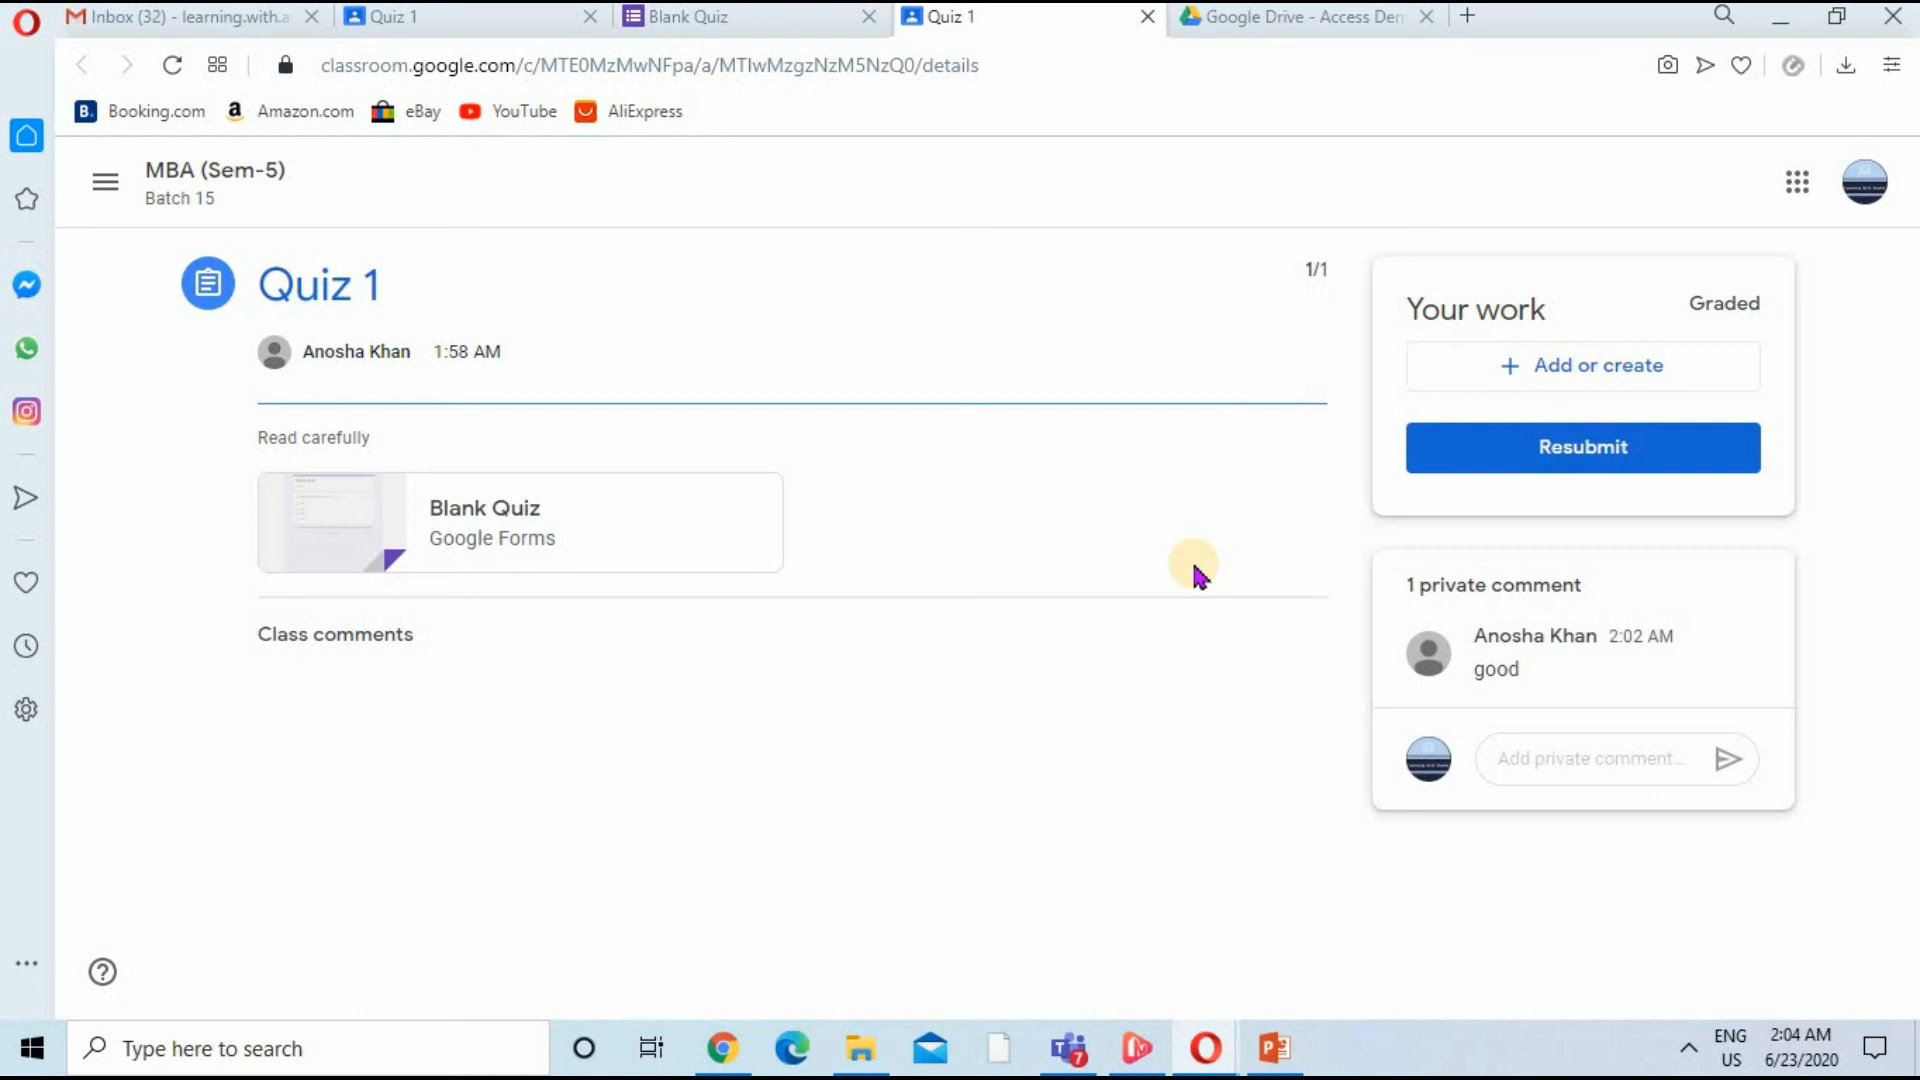 Inbox (32) - learning.with.a
Quiz 1
Blank Quiz
Quiz 1
Google Drive - Access Den
classroom.google.com/c/MTE0MzMwNFpa/a/MTIwMzgzNzM5NzQ0/details
B. Booking.com
a Amazon.com
eBay
YouTube
AliExpress
MBA (Sem-5)
Batch 15
Quiz 1
1/1
Anosha Khan 1:58 AM
Read carefully
Blank Quiz
Google Forms
Class comments
Your work
Graded
+ Add or create
Resubmit
1 private comment
Anosha Khan 2:02 AM
good
Add private comment...
Type here to search
7
ENG
US
2:04 AM
6/23/2020